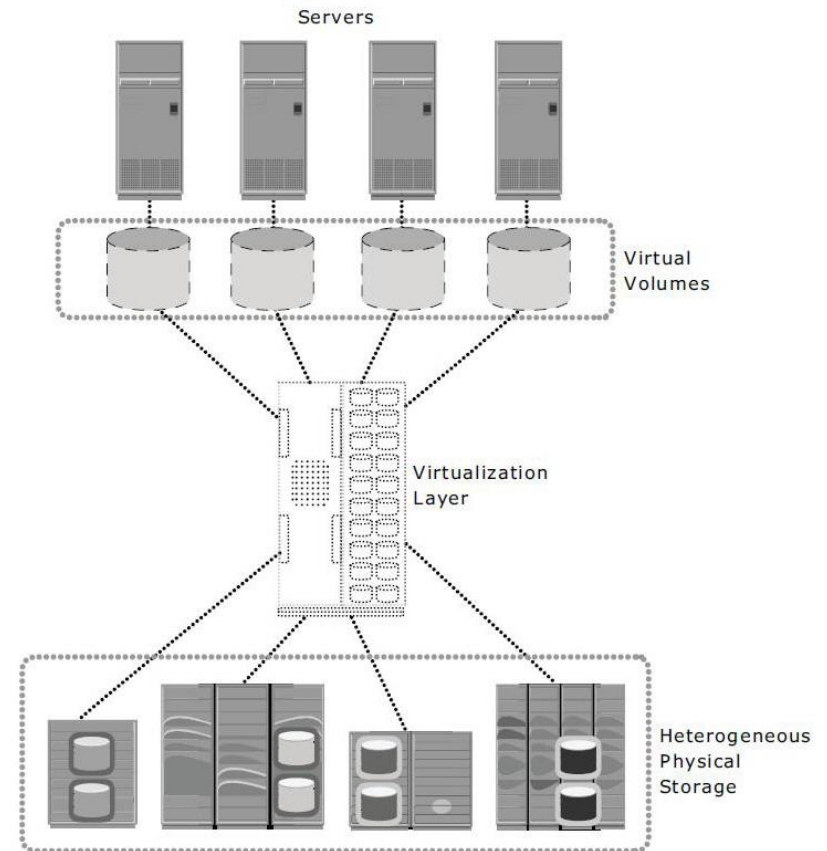 Servers
Virtual
Volumes
Virtualization
Layer
Heterogeneous
Physical
Storage